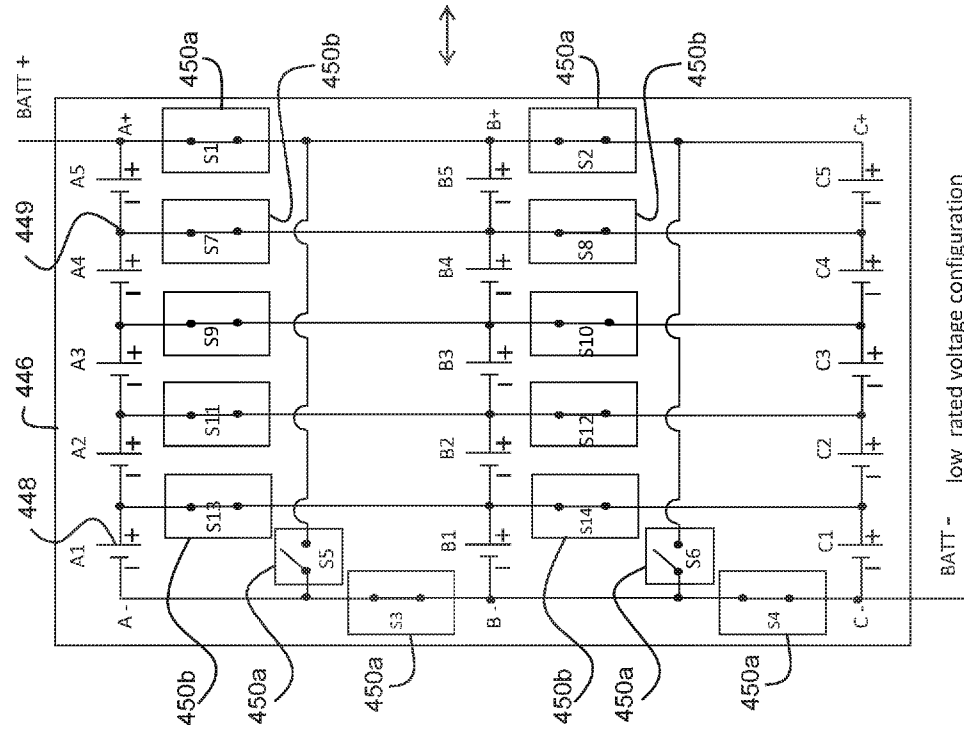 449
446
448
BATT +
450a
450b
450a
450b
A1
A2
A3
A4
A5
A+
A -
S13
S11
S9
S7
S1
S5
S3
B1
B2
B3
B4
B5
B+
B -
S14
S12
S10
S8
S2
S6
S4
C1
C2
C3
C4
C5
C+
C -
450b
450a
450a
450b
450a
450a
BATT -
low rated voltage configuration